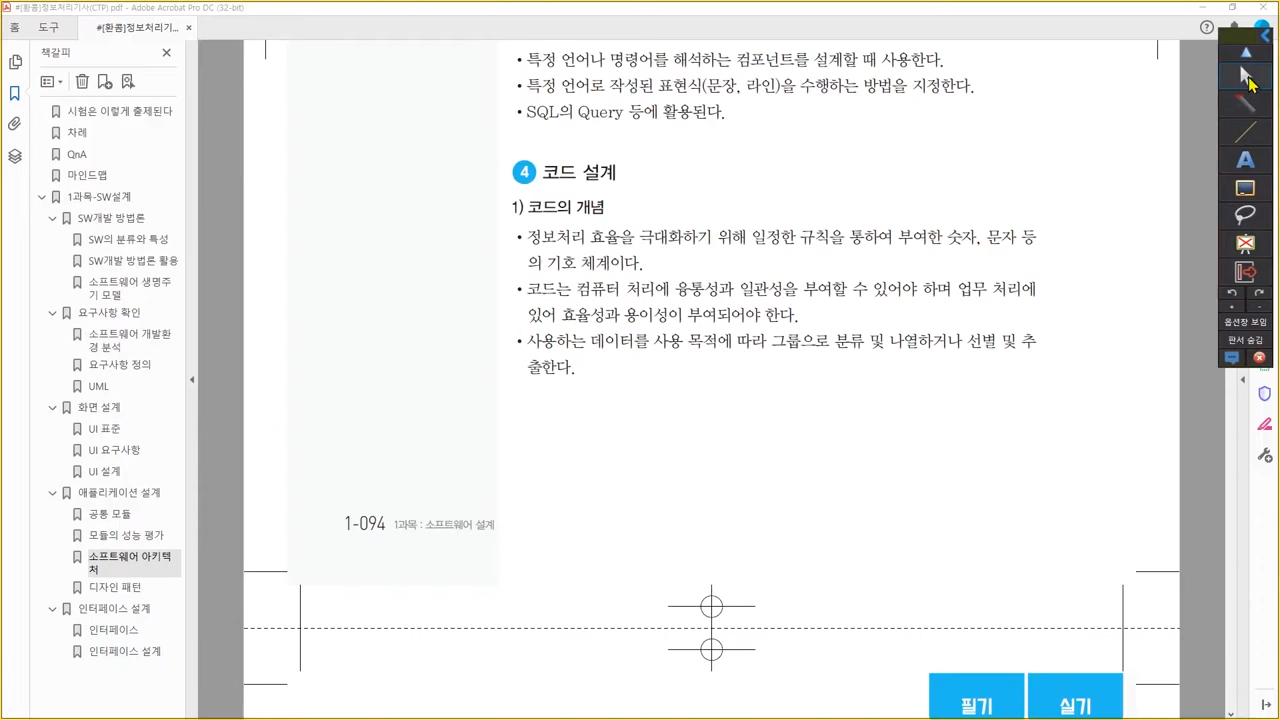 #[환콤]정보처리기사(CTP).pdf - Adobe Acrobat Pro DC (32-bit)
홈 도구 #[환콤]정보처리기...
책갈피
시험은 이렇게 출제된다
차례
QnA
마인드맵
1과목-SW설계
SW개발 방법론
SW의 분류와 특성
SW개발 방법론 활용
소프트웨어 생명주
기 모델
요구사항 확인
소프트웨어 개발환
경 분석
요구사항 정의
UML
화면 설계
UI 표준
UI 요구사항
UI 설계
애플리케이션 설계
공통 모듈
모듈의 성능 평가
소프트웨어 아키텍
처
디자인 패턴
인터페이스 설계
인터페이스
인터페이스 설계
• 특정 언어나 명령어를 해석하는 컴포넌트를 설계할 때 사용한다.
• 특정 언어로 작성된 표현식(문장, 라인)을 수행하는 방법을 지정한다.
• SQL의 Query 등에 활용된다.
4 코드 설계
1) 코드의 개념
• 정보처리 효율을 극대화하기 위해 일정한 규칙을 통하여 부여한 숫자, 문자 등
의 기호 체계이다.
• 코드는 컴퓨터 처리에 융통성과 일관성을 부여할 수 있어야 하며 업무 처리에
있어 효율성과 용이성이 부여되어야 한다.
• 사용하는 데이터를 사용 목적에 따라 그룹으로 분류 및 나열하거나 선별 및 추
출한다.
1-094 1과목 : 소프트웨어 설계
필기 실기
A
옵션장 보임
판서 숨김